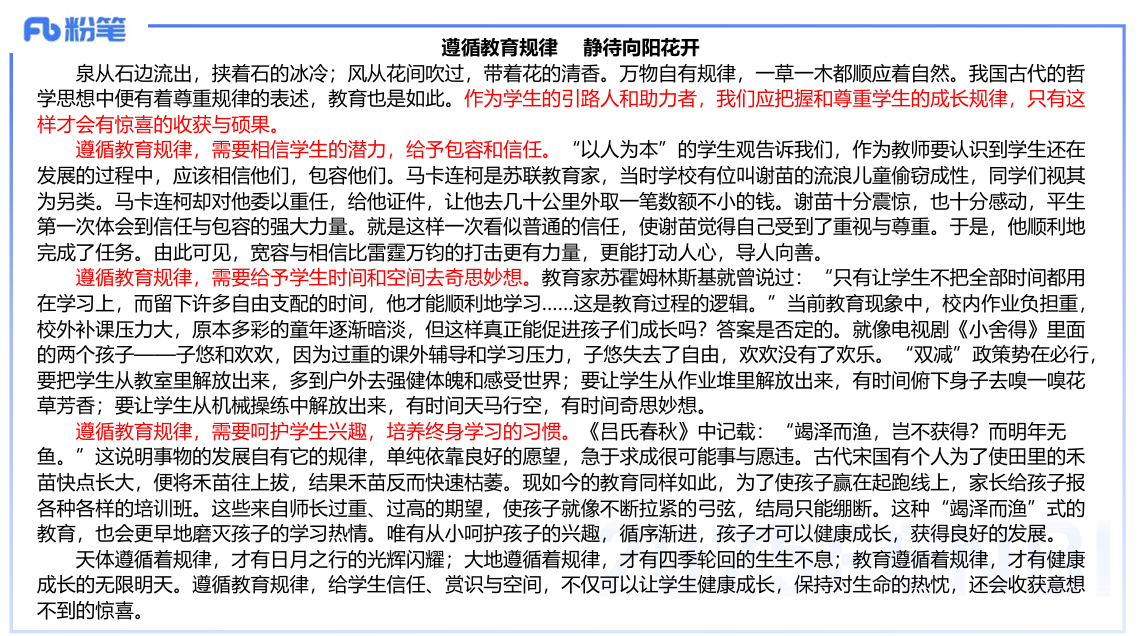 粉笔
遵循教育规律 静待向阳花开
泉从石边流出，挟着石的冰冷；风从花间吹过，带着花的清香。万物自有规律，一草一木都顺应着自然。我国古代的哲
学思想中便有着尊重规律的表述，教育也是如此。作为学生的引路人和助力者，我们应把握和尊重学生的成长规律，只有这
样才会有惊喜的收获与硕果。
遵循教育规律，需要相信学生的潜力，给予包容和信任。“以人为本”的学生观告诉我们，作为教师要认识到学生还在
发展的过程中，应该相信他们，包容他们。马卡连柯是苏联教育家，当时学校有位叫谢苗的流浪儿童偷窃成性，同学们视其
为另类。马卡连柯却对他委以重任，给他证件，让他去几十公里外取一笔数额不小的钱。谢苗十分震惊，也十分感动，平生
第一次体会到信任与包容的强大力量。就是这样一次看似普通的信任，使谢苗觉得自己受到了重视与尊重。于是，他顺利地
完成了任务。由此可见，宽容与相信比雷霆万钧的打击更有力量，更能打动人心，导人向善。
遵循教育规律，需要给予学生时间和空间去奇思妙想。教育家苏霍姆林斯基就曾说过：“只有让学生不把全部时间都用
在学习上，而留下许多自由支配的时间，他才能顺利地学习......这是教育过程的逻辑。”当前教育现象中，校内作业负担重，
校外补课压力大，原本多彩的童年逐渐暗淡，但这样真正能促进孩子们成长吗？答案是否定的。就像电视剧《小舍得》里面
的两个孩子——子悠和欢欢，因为过重的课外辅导和学习压力，子悠失去了自由，欢欢没有了欢乐。“双减”政策势在必行，
要把学生从教室里解放出来，多到户外去强健体魄和感受世界；要让学生从作业堆里解放出来，有时间俯下身子去嗅一嗅花
草芳香；要让学生从机械操练中解放出来，有时间天马行空，有时间奇思妙想。
遵循教育规律，需要呵护学生兴趣，培养终身学习的习惯。《吕氏春秋》中记载：“竭泽而渔，岂不获得？而明年无
鱼。”这说明事物的发展自有它的规律，单纯依靠良好的愿望，急于求成很可能事与愿违。古代宋国有个人为了使田里的禾
苗快点长大，便将禾苗往上拔，结果禾苗反而快速枯萎。现如今的教育同样如此，为了使孩子赢在起跑线上，家长给孩子报
各种各样的培训班。这些来自师长过重、过高的期望，使孩子就像不断拉紧的弓弦，结局只能绷断。这种“竭泽而渔”式的
教育，也会更早地磨灭孩子的学习热情。唯有从小呵护孩子的兴趣，循序渐进，孩子才可以健康成长，获得良好的发展。
天体遵循着规律，才有日月之行的光辉闪耀；大地遵循着规律，才有四季轮回的生生不息；教育遵循着规律，才有健康
成长的无限明天。遵循教育规律，给学生信任、赏识与空间，不仅可以让学生健康成长，保持对生命的热忱，还会收获意想
不到的惊喜。